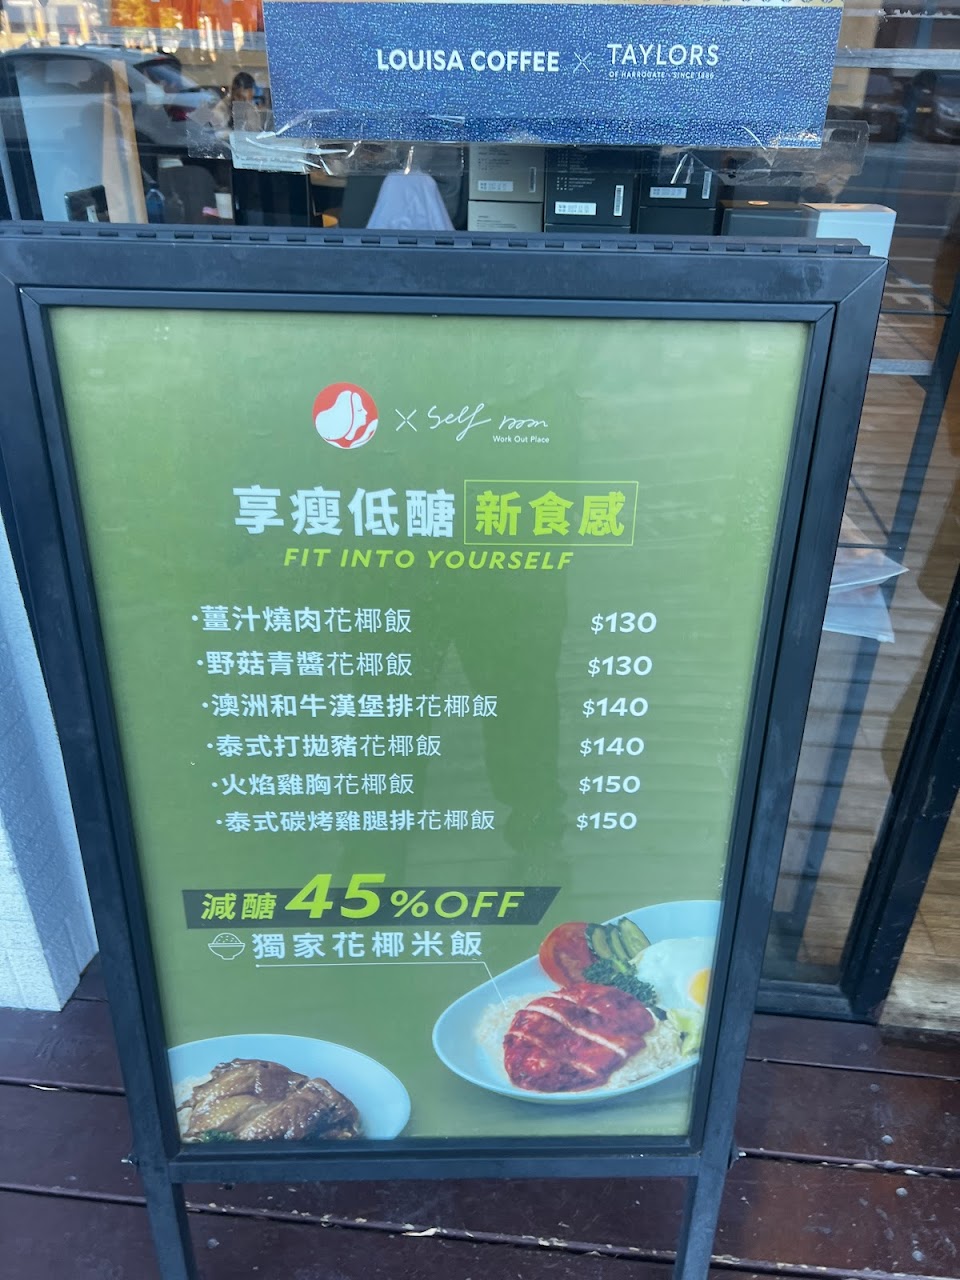 LOUISA COFFEE × TAYLORS
OF HARROGATE · SINCE 1886
× Self room
Work Out Place
享瘦低醣 新食感
FIT INTO YOURSELF
·薑汁燒肉花椰飯 $130
·野菇青醬花椰飯 $130
·澳洲和牛漢堡排花椰飯 $140
·泰式打拋豬花椰飯 $140
·火焰雞胸花椰飯 $150
·泰式碳烤雞腿排花椰飯 $150
減醣 45%OFF
獨家花椰米飯